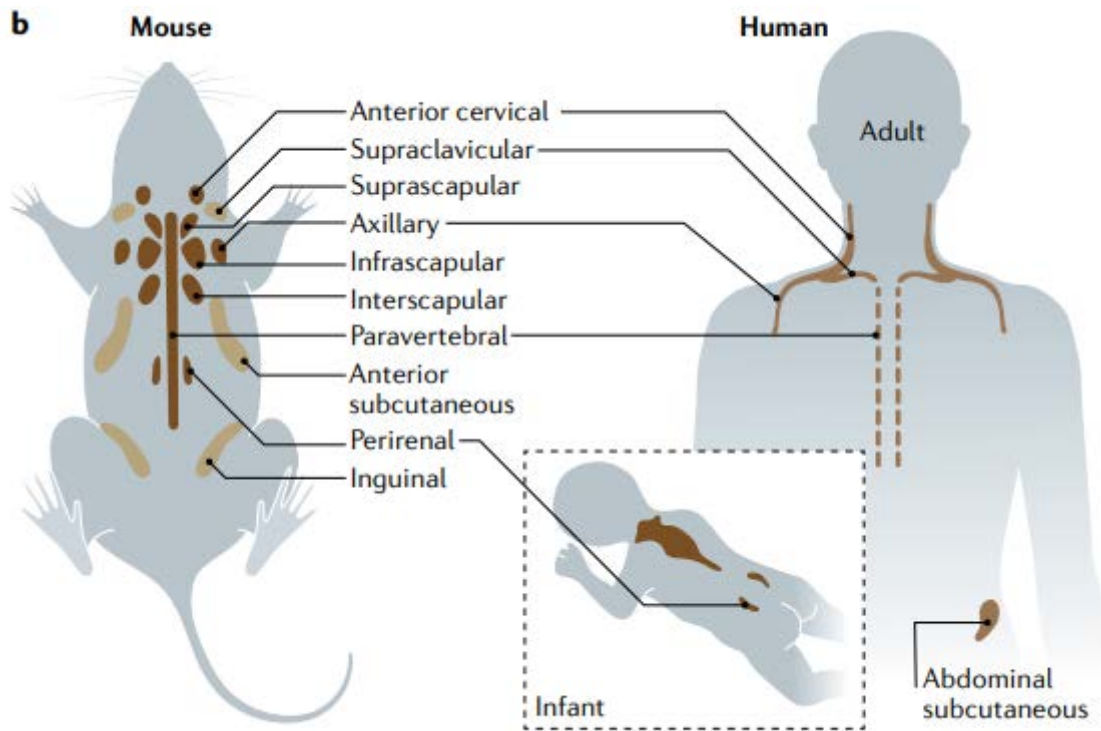 b
Mouse
Human
Adult
Anterior cervical
Supraclavicular
Suprascapular
Axillary
Infrascapular
Interscapular
Paravertebral
Anterior
subcutaneous
Perirenal
Inguinal
Infant
Abdominal
subcutaneous